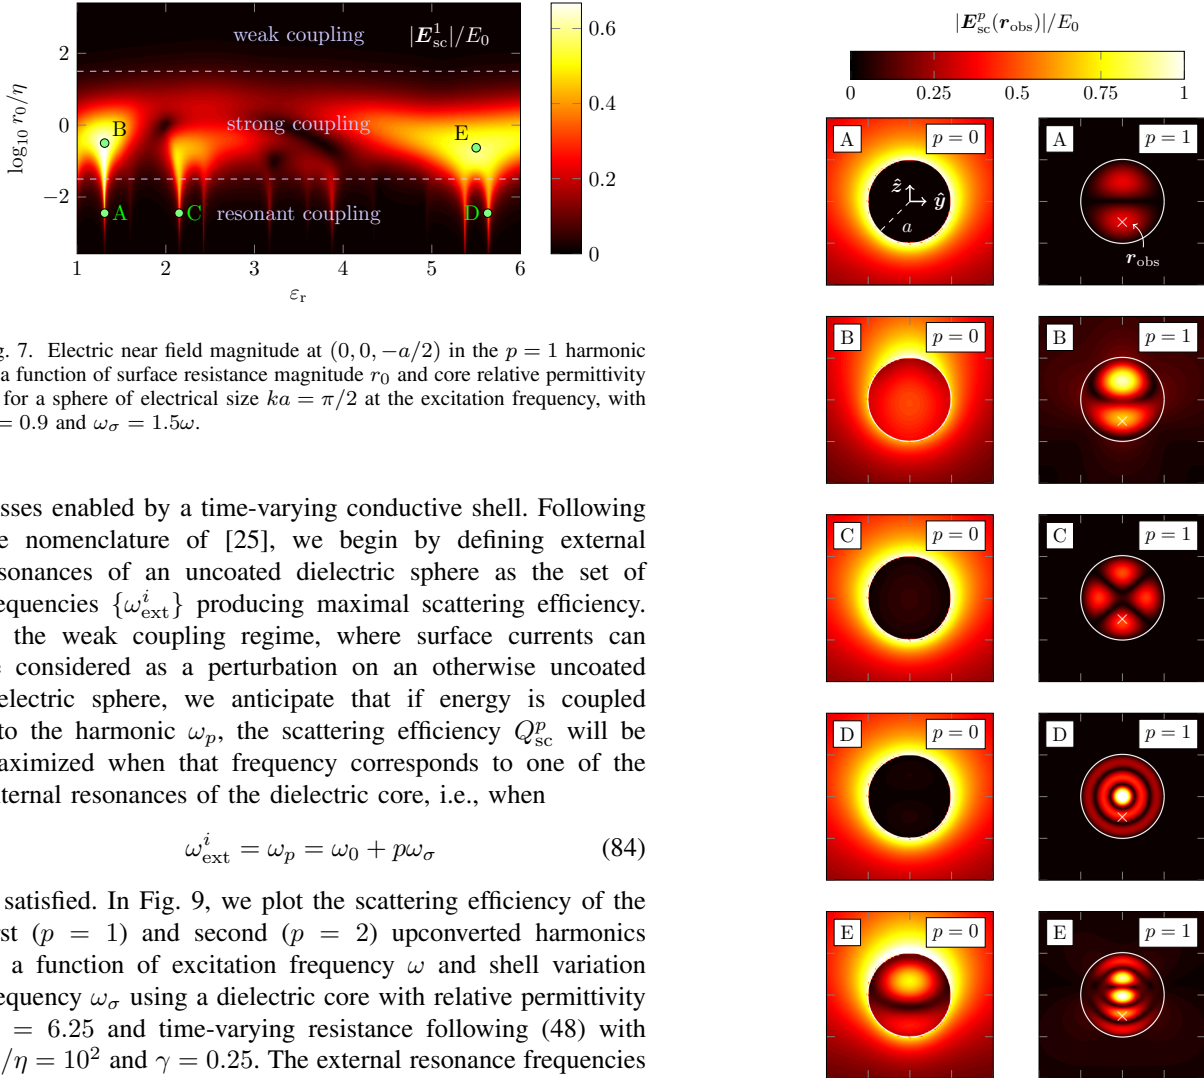 |E¹sc|/E₀
weak coupling
strong coupling
resonant coupling
A
B
C
D
E
log₁₀ r₀/η
2
0
−2
1
2
3
4
5
6
εr
0.6
0.4
0.2
0
g. 7. Electric near field magnitude at (0, 0, −a/2) in the p = 1 harmonic
a function of surface resistance magnitude r₀ and core relative permittivity
for a sphere of electrical size ka = π/2 at the excitation frequency, with
= 0.9 and ωσ = 1.5ω.
sses enabled by a time-varying conductive shell. Following
e nomenclature of [25], we begin by defining external
sonances of an uncoated dielectric sphere as the set of
equencies {ωⁱext} producing maximal scattering efficiency.
the weak coupling regime, where surface currents can
e considered as a perturbation on an otherwise uncoated
electric sphere, we anticipate that if energy is coupled
to the harmonic ωp, the scattering efficiency Qᵖsc will be
aximized when that frequency corresponds to one of the
ternal resonances of the dielectric core, i.e., when
ωⁱext = ωp = ω₀ + pωσ (84)
satisfied. In Fig. 9, we plot the scattering efficiency of the
rst (p = 1) and second (p = 2) upconverted harmonics
a function of excitation frequency ω and shell variation
equency ωσ using a dielectric core with relative permittivity
= 6.25 and time-varying resistance following (48) with
/η = 10² and γ = 0.25. The external resonance frequencies
|Eᵖsc(r obs)|/E₀
0 0.25 0.5 0.75 1
A p = 0
ẑ
ŷ
a
A p = 1
r obs
B p = 0
B p = 1
C p = 0
C p = 1
D p = 0
D p = 1
E p = 0
E p = 1